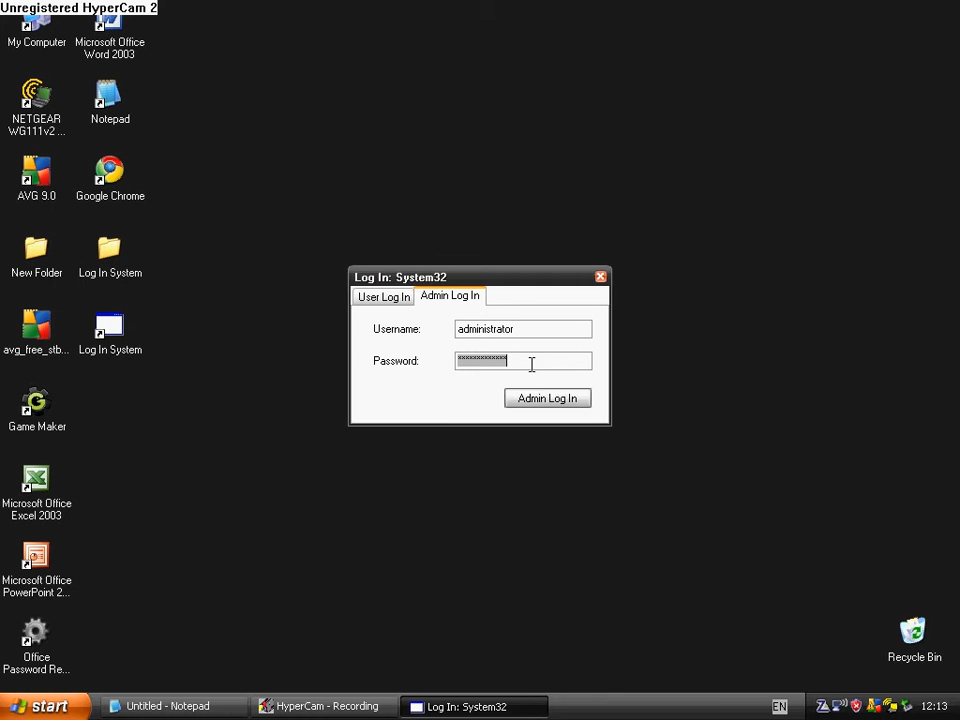 Unregistered HyperCam 2
My Computer
Microsoft Office
Word 2003
NETGEAR
WG111v2 ...
Notepad
AVG 9.0
Google Chrome
New Folder
Log In System
avg_free_stb...
Log In System
Game Maker
Microsoft Office
Excel 2003
Microsoft Office
PowerPoint 2...
Office
Password Re...
Log In: System32
User Log In
Admin Log In
Username:
administrator
Password:
************
Admin Log In
Recycle Bin
start
Untitled - Notepad
HyperCam - Recording
Log In: System32
EN
12:13